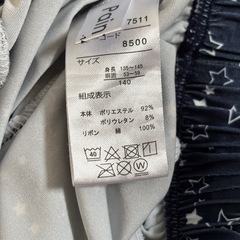 Pain
7511
コード
8500
サイズ
身長 135~145
胴囲 53~59
140
組成表示
本体 ポリエステル 92%
ポリウレタン 8%
リボン 綿 100%
40
W